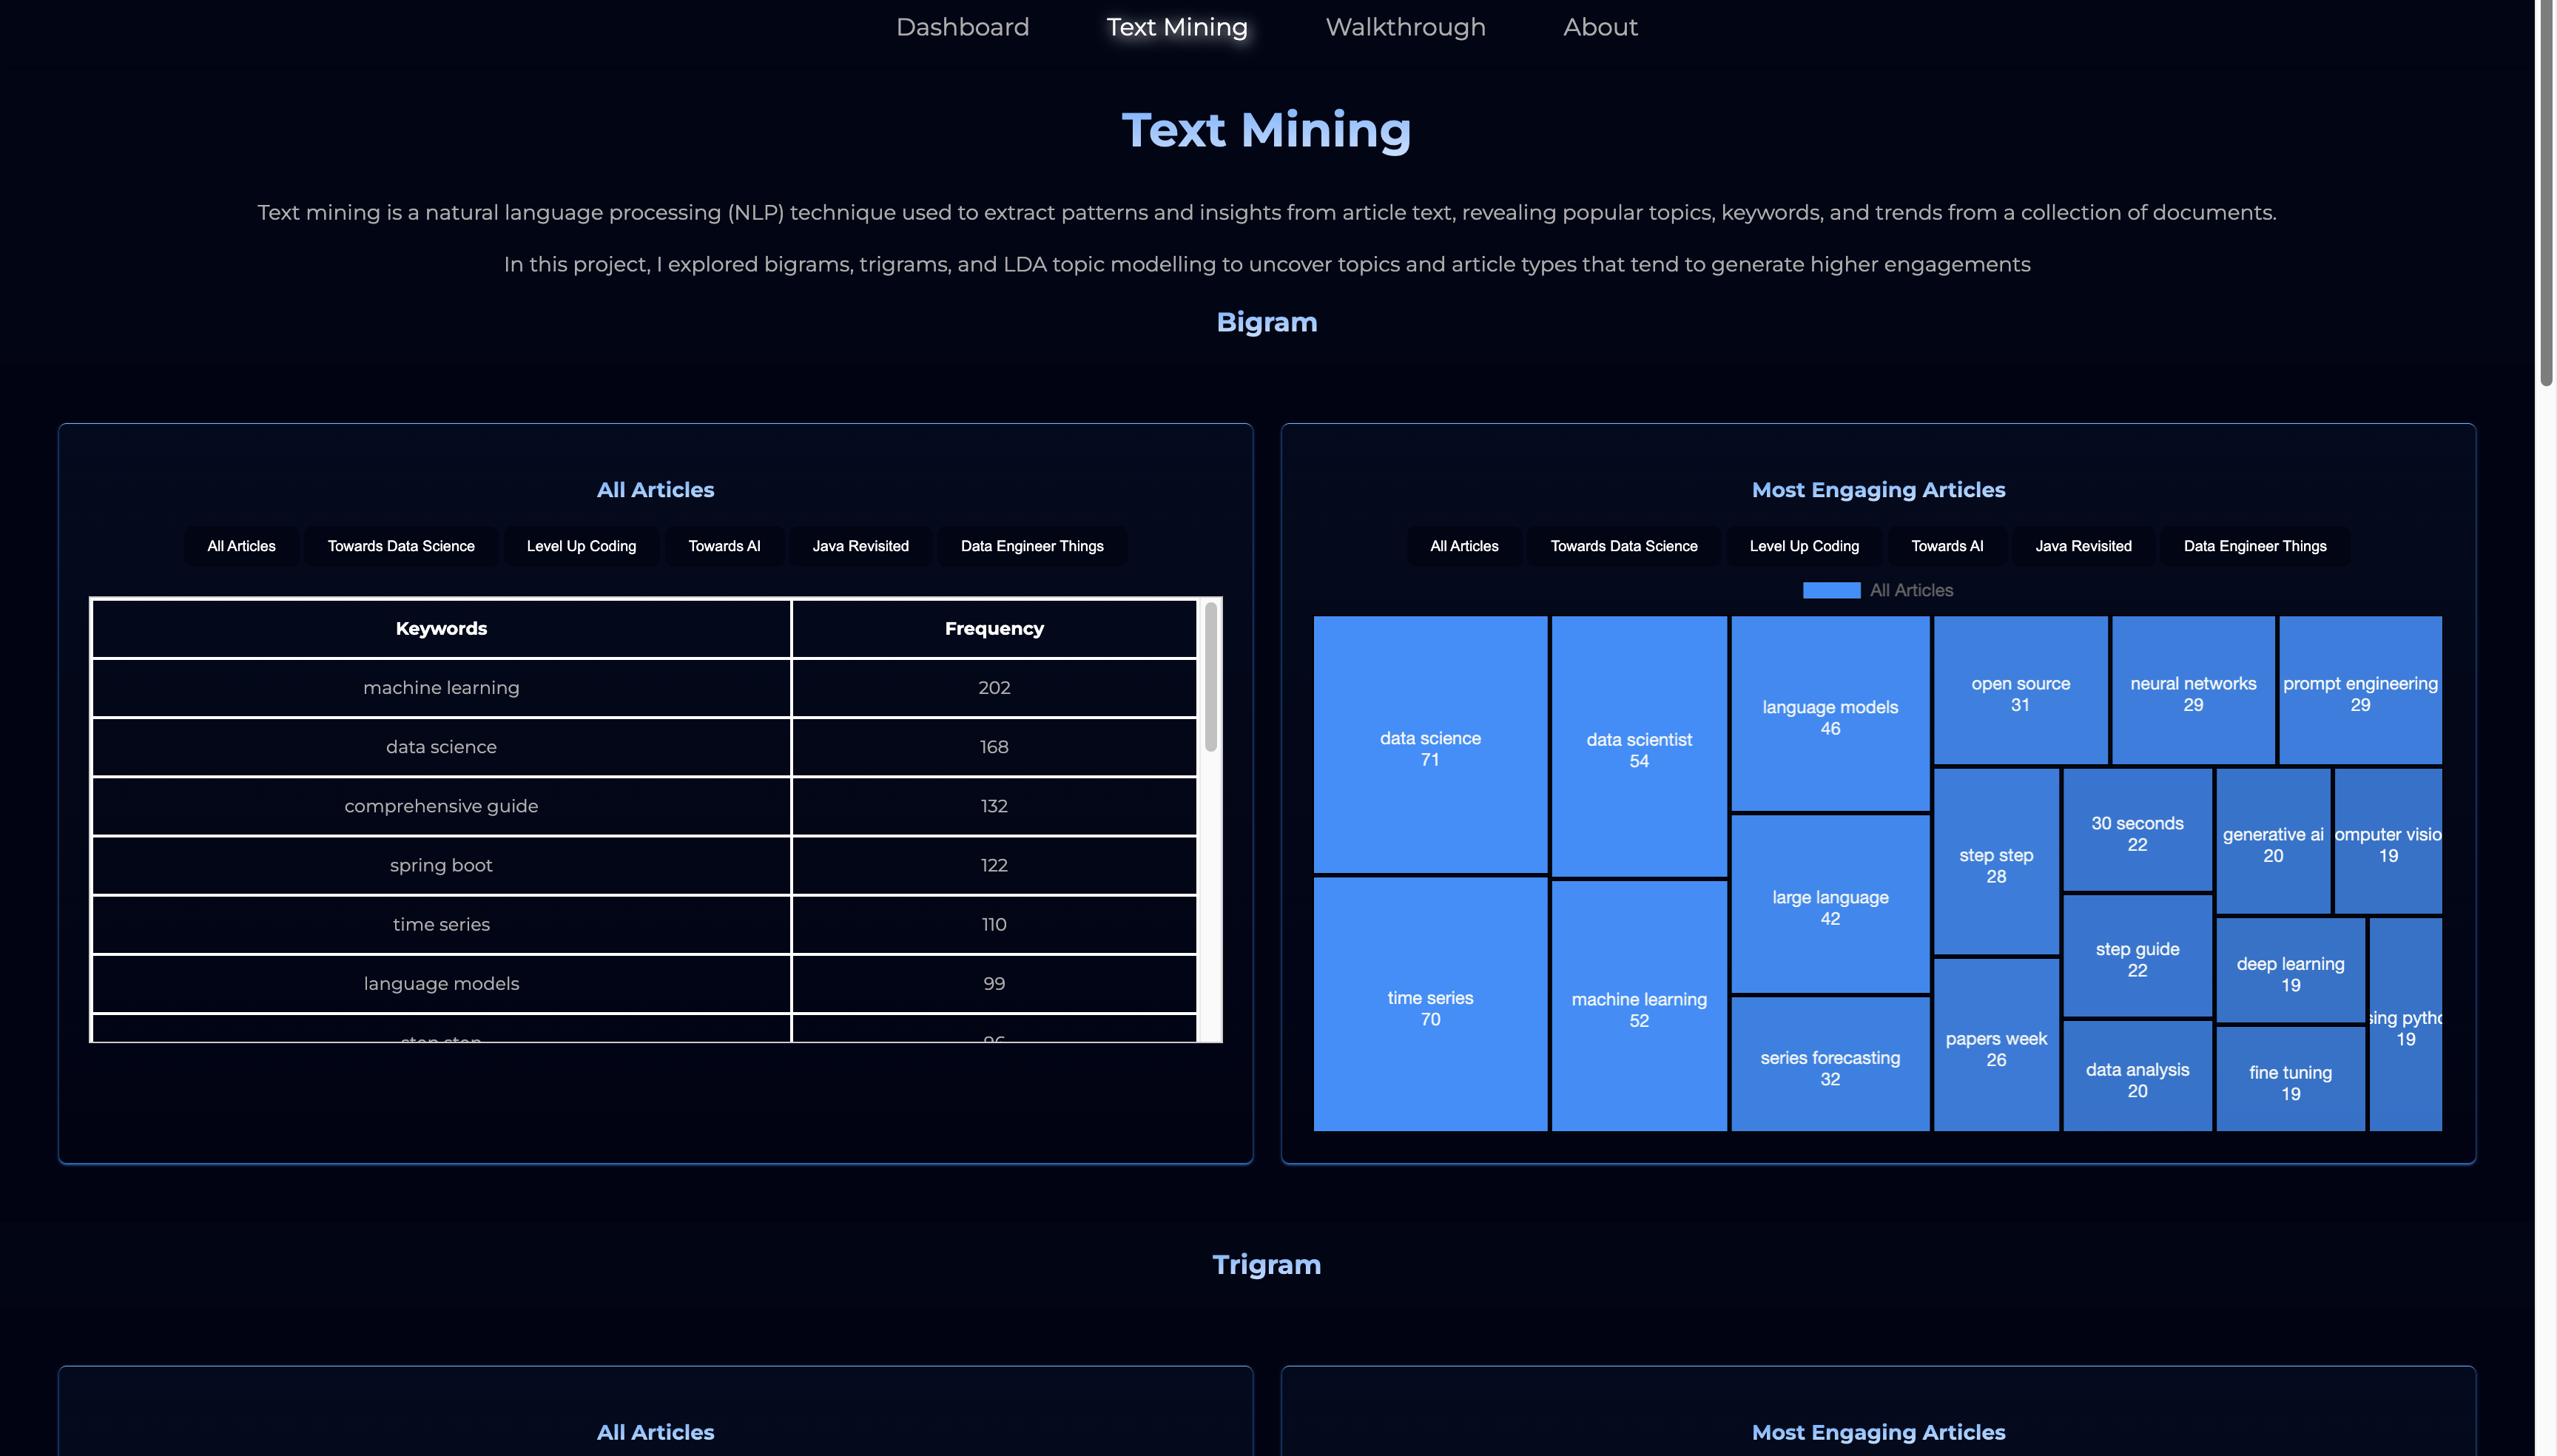 Dashboard Text Mining Walkthrough About
Text Mining
Text mining is a natural language processing (NLP) technique used to extract patterns and insights from article text, revealing popular topics, keywords, and trends from a collection of documents.
In this project, I explored bigrams, trigrams, and LDA topic modelling to uncover topics and article types that tend to generate higher engagements
Bigram
All Articles
All Articles Towards Data Science Level Up Coding Towards AI Java Revisited Data Engineer Things
Keywords Frequency
machine learning 202
data science 168
comprehensive guide 132
spring boot 122
time series 110
language models 99
Most Engaging Articles
All Articles Towards Data Science Level Up Coding Towards AI Java Revisited Data Engineer Things
All Articles
data science
71
time series
70
data scientist
54
machine learning
52
language models
46
large language
42
series forecasting
32
open source
31
neural networks
29
prompt engineering
29
step step
28
papers week
26
30 seconds
22
step guide
22
data analysis
20
generative ai
20
omputer visio
19
deep learning
19
fine tuning
19
sing pytho
19
Trigram
All Articles
Most Engaging Articles